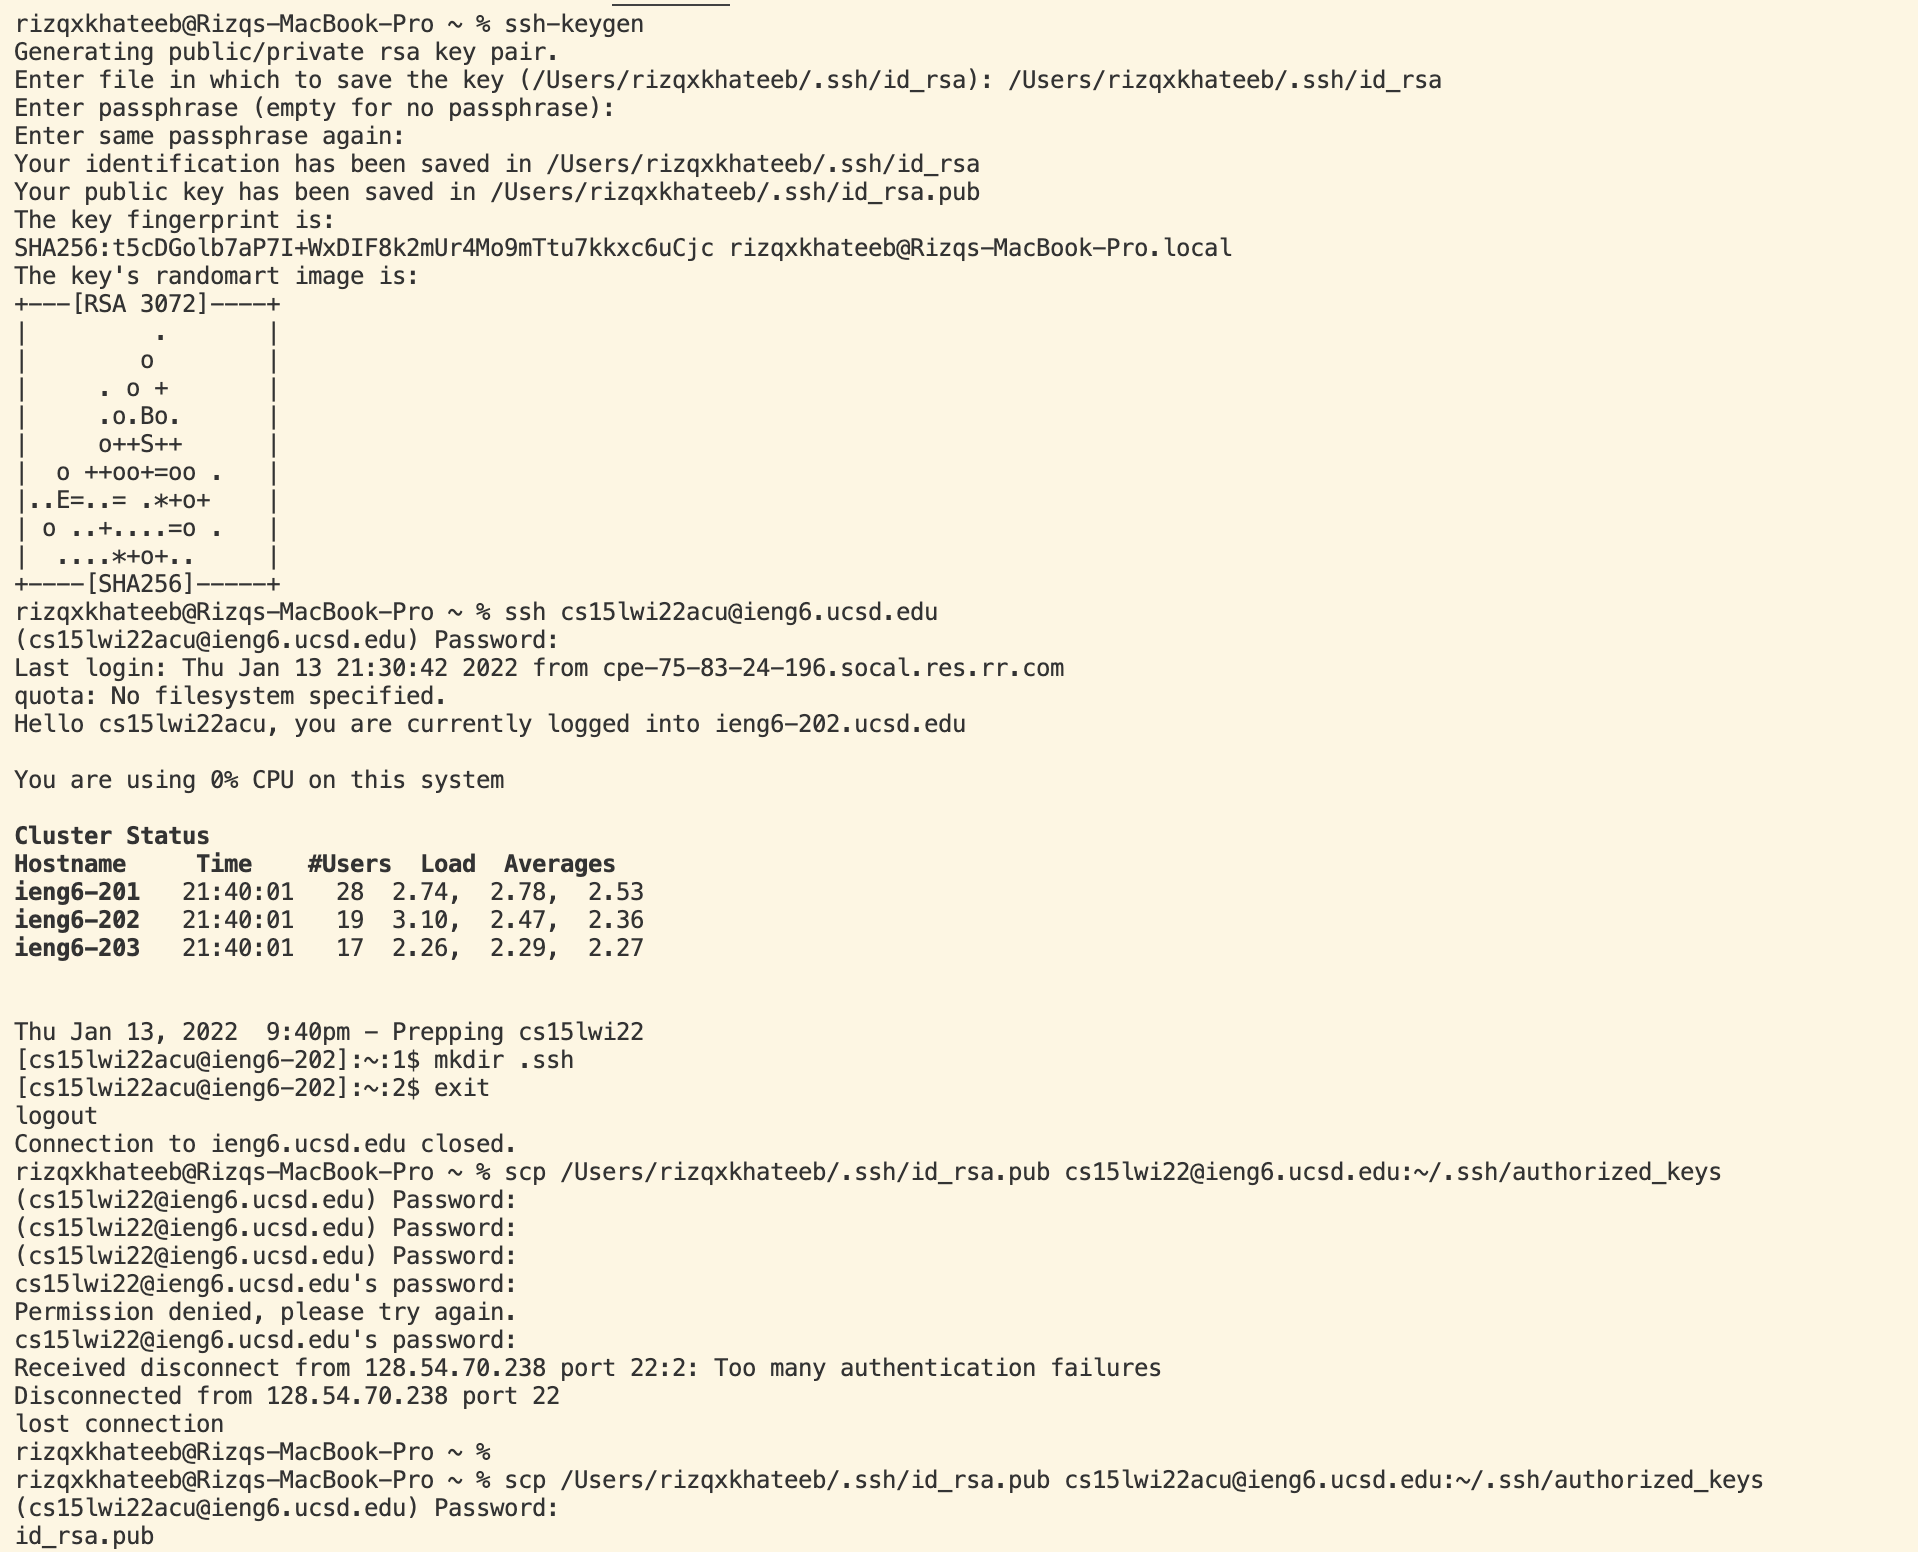 rizqxkhateeb@Rizqs-MacBook-Pro ~ % ssh-keygen
Generating public/private rsa key pair.
Enter file in which to save the key (/Users/rizqxkhateeb/.ssh/id_rsa): /Users/rizqxkhateeb/.ssh/id_rsa
Enter passphrase (empty for no passphrase):
Enter same passphrase again:
Your identification has been saved in /Users/rizqxkhateeb/.ssh/id_rsa
Your public key has been saved in /Users/rizqxkhateeb/.ssh/id_rsa.pub
The key fingerprint is:
SHA256:t5cDGolb7aP7I+WxDIF8k2mUr4Mo9mTtu7kkxc6uCjc rizqxkhateeb@Rizqs-MacBook-Pro.local
The key's randomart image is:
+---[RSA 3072]----+
|         .       |
|        o        |
|     . o +       |
|     .o.Bo.      |
|     o++S++      |
|  o ++oo+=oo .   |
|..E=..= .*+o+    |
| o ..+....=o .   |
|  ....*+o+..     |
+----[SHA256]-----+
rizqxkhateeb@Rizqs-MacBook-Pro ~ % ssh cs15lwi22acu@ieng6.ucsd.edu
(cs15lwi22acu@ieng6.ucsd.edu) Password:
Last login: Thu Jan 13 21:30:42 2022 from cpe-75-83-24-196.socal.res.rr.com
quota: No filesystem specified.
Hello cs15lwi22acu, you are currently logged into ieng6-202.ucsd.edu
You are using 0% CPU on this system
Cluster Status
Hostname     Time    #Users  Load  Averages
ieng6-201   21:40:01   28  2.74,  2.78,  2.53
ieng6-202   21:40:01   19  3.10,  2.47,  2.36
ieng6-203   21:40:01   17  2.26,  2.29,  2.27
Thu Jan 13, 2022  9:40pm - Prepping cs15lwi22
[cs15lwi22acu@ieng6-202]:~:1$ mkdir .ssh
[cs15lwi22acu@ieng6-202]:~:2$ exit
logout
Connection to ieng6.ucsd.edu closed.
rizqxkhateeb@Rizqs-MacBook-Pro ~ % scp /Users/rizqxkhateeb/.ssh/id_rsa.pub cs15lwi22@ieng6.ucsd.edu:~/.ssh/authorized_keys
(cs15lwi22@ieng6.ucsd.edu) Password:
(cs15lwi22@ieng6.ucsd.edu) Password:
(cs15lwi22@ieng6.ucsd.edu) Password:
cs15lwi22@ieng6.ucsd.edu's password:
Permission denied, please try again.
cs15lwi22@ieng6.ucsd.edu's password:
Received disconnect from 128.54.70.238 port 22:2: Too many authentication failures
Disconnected from 128.54.70.238 port 22
lost connection
rizqxkhateeb@Rizqs-MacBook-Pro ~ %
rizqxkhateeb@Rizqs-MacBook-Pro ~ % scp /Users/rizqxkhateeb/.ssh/id_rsa.pub cs15lwi22acu@ieng6.ucsd.edu:~/.ssh/authorized_keys
(cs15lwi22acu@ieng6.ucsd.edu) Password:
id_rsa.pub